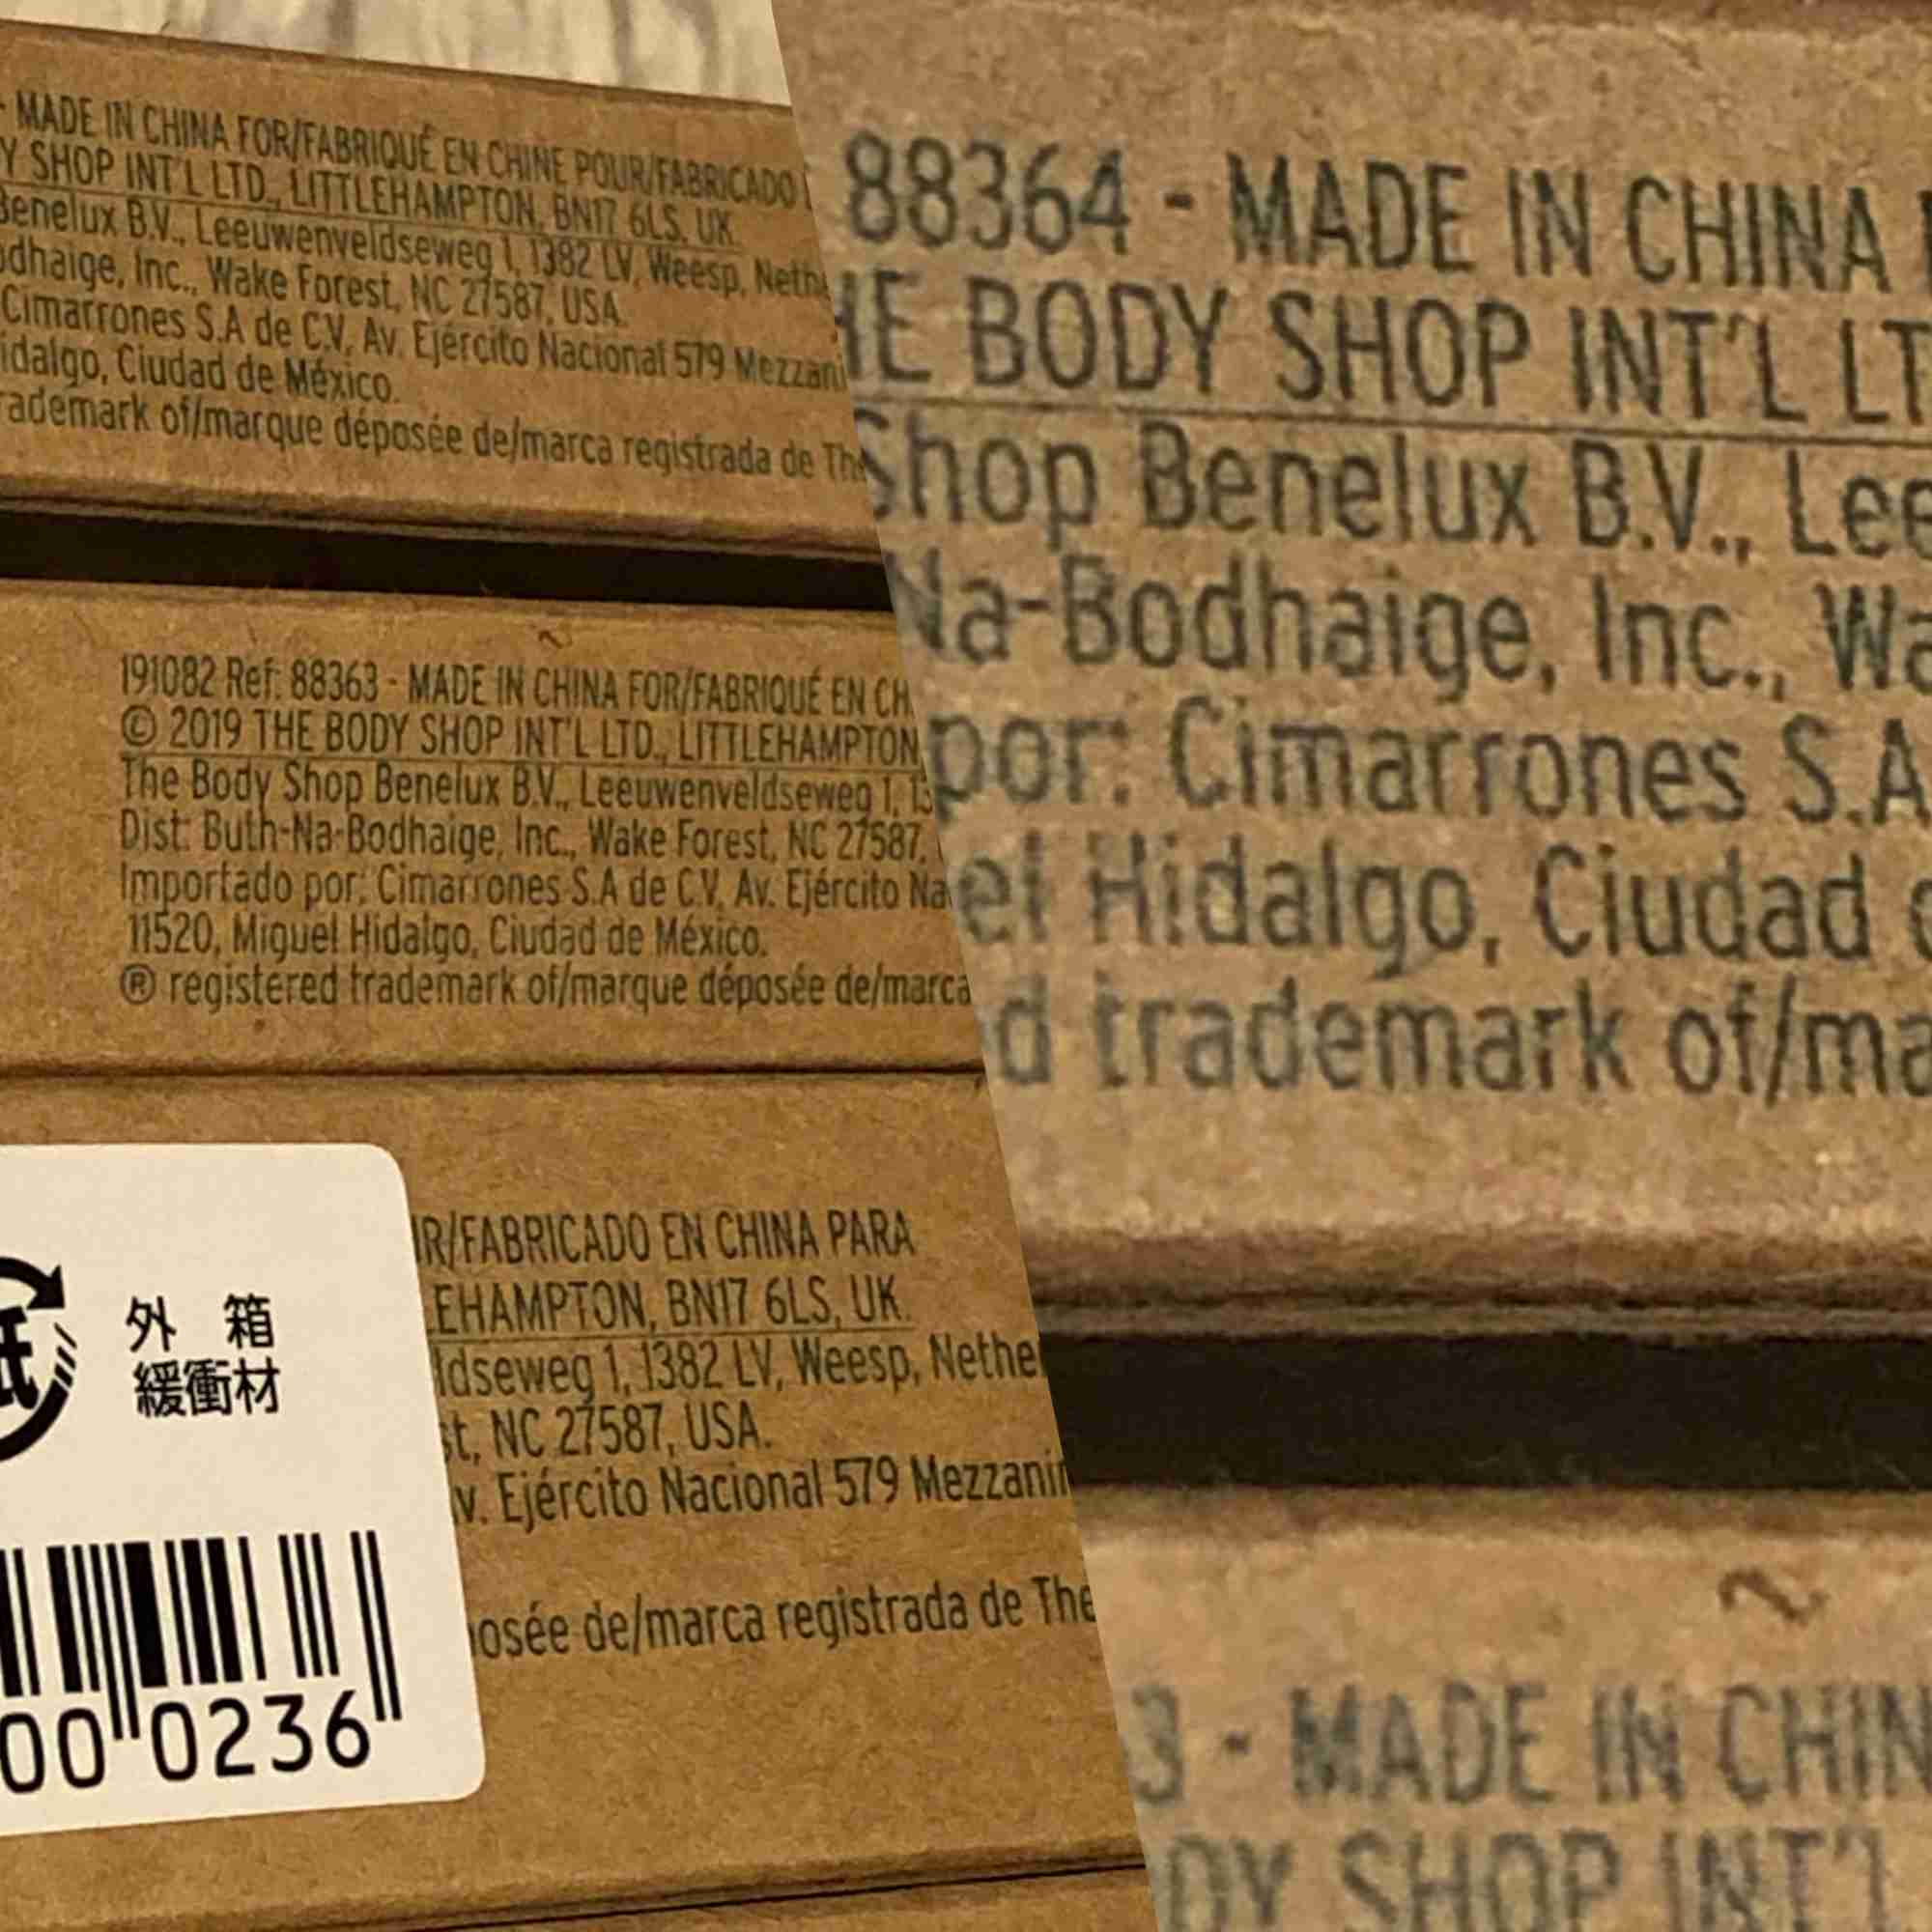 - MADE IN CHINA FOR/FABRIQUÉ EN CHINE POUR/FABRICADO
Y SHOP INT'L LTD., LITTLEHAMPTON, BN17 6LS, UK.
Benelux B.V., Leeuwenveldseweg 1, 1382 LV, Weesp, Nethe
odhaige, Inc., Wake Forest, NC 27587, USA.
Cimarrones S.A de C.V, Av. Ejército Nacional 579 Mezzani
idalgo, Ciudad de México.
rademark of/marque déposée de/marca registrada de The
191082 Ref: 88363 - MADE IN CHINA FOR/FABRIQUÉ EN CH
© 2019 THE BODY SHOP INT'L LTD., LITTLEHAMPTON
The Body Shop Benelux B.V., Leeuwenveldseweg 1, 13
Dist: Buth-Na-Bodhaige, Inc., Wake Forest, NC 27587,
Importado por: Cimarrones S.A de C.V, Av. Ejército Na
11520, Miguel Hidalgo, Ciudad de México.
® registered trademark of/marque déposée de/marca
R/FABRICADO EN CHINA PARA
EHAMPTON, BN17 6LS, UK.
ldseweg 1, 1382 LV, Weesp, Nether
st, NC 27587, USA.
v. Ejército Nacional 579 Mezzanin
osée de/marca registrada de The
紙
外 箱
緩衝材
00 0236
88364 - MADE IN CHINA
HE BODY SHOP INT'L LT
Shop Benelux B.V., Lee
Na-Bodhaige, Inc., Wa
por: Cimarrones S.A
el Hidalgo, Ciudad
d trademark of/ma
3 - MADE IN CHIN
DY SHOP INT'L